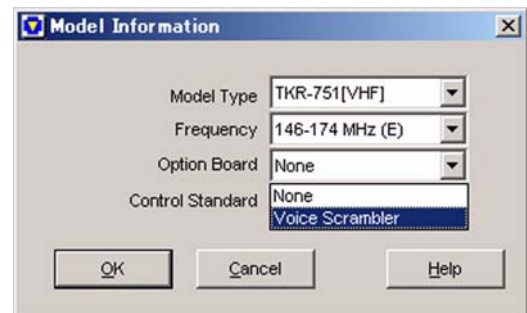 Model Information
Model Type TKR-751[VHF]
Frequency 146-174 MHz (E)
Option Board None
Control Standard None
Voice Scrambler
OK Cancel Help